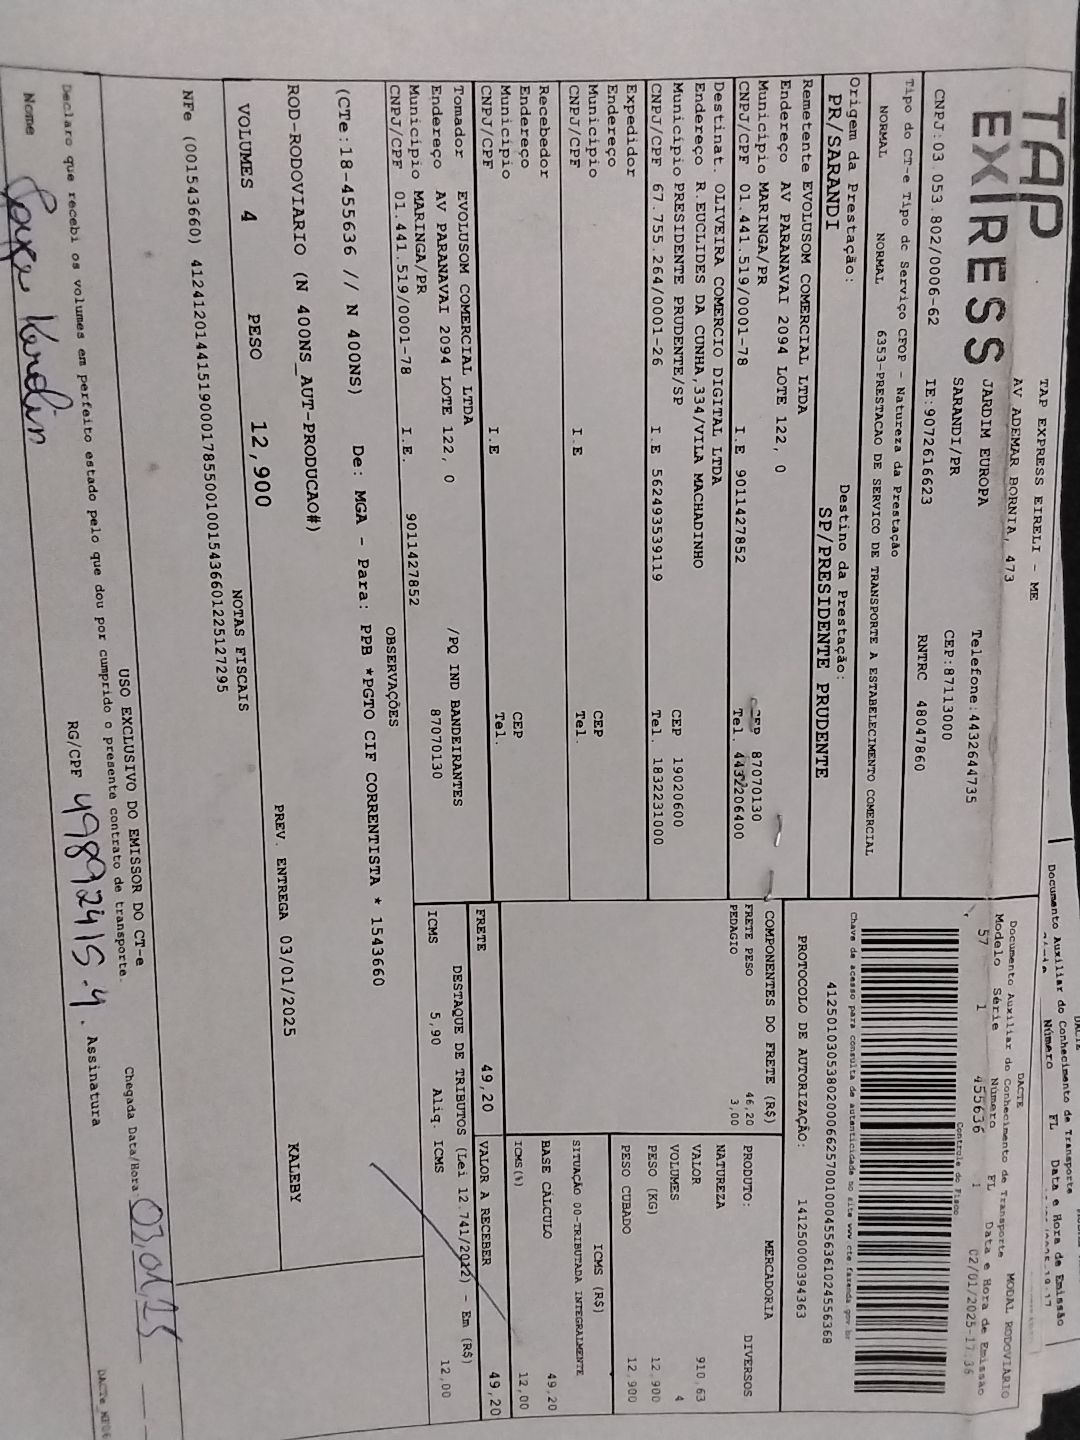 TAP
EXPRESS
TAP EXPRESS EIRELI - ME
AV ADEMAR BORNIA, 473
JARDIM EUROPA
SARANDI/PR
Telefone:4432644735
CEP:87113000
CNPJ:03.053.802/0006-62 IE:9072616623 RNTRC 48047860
Tipo do CT-e Tipo de Serviço CFOP - Natureza da Prestação
NORMAL NORMAL 6353-PRESTACAO DE SERVICO DE TRANSPORTE A ESTABELECIMENTO COMERCIAL
Origem da Prestação: Destino da Prestação:
PR/SARANDI SP/PRESIDENTE PRUDENTE
Documento Auxiliar do Conhecimento de Transporte
Número FL Data e Hora de Emissão
DACTE MODAL RODOVIÁRIO
Documento Auxiliar do Conhecimento de Transporte
Modelo Série Número FL Data e Hora de Emissão
57 1 455636 1 02/01/2025-17:36
Controle do Fisco
Chave de acesso para consulta de autenticidade no site www.cte.fazenda.gov.br
41250103053802000662570010004556361024556368
PROTOCOLO DE AUTORIZAÇÃO: 141250000394363
Remetente EVOLUSOM COMERCIAL LTDA
Endereço AV PARANAVAI 2094 LOTE 122, 0
Município MARINGA/PR CEP 87070130
CNPJ/CPF 01.441.519/0001-78 I.E 9011427852 Tel. 4432206400
Destinat. OLIVEIRA COMERCIO DIGITAL LTDA
Endereço R.EUCLIDES DA CUNHA,334/VILA MACHADINHO
Município PRESIDENTE PRUDENTE/SP CEP 19020600
CNPJ/CPF 67.755.264/0001-26 I.E 562493539119 Tel. 1832231000
Expedidor
Endereço
Município CEP
CNPJ/CPF I.E Tel.
Recebedor
Endereço
Município CEP
CNPJ/CPF I.E Tel.
Tomador EVOLUSOM COMERCIAL LTDA
Endereço AV PARANAVAI 2094 LOTE 122, 0 /PQ IND BANDEIRANTES
Município MARINGA/PR 87070130
CNPJ/CPF 01.441.519/0001-78 I.E. 9011427852
COMPONENTES DO FRETE (R$)
FRETE PESO 46,20
PEDAGIO 3,00
MERCADORIA
PRODUTO: DIVERSOS
NATUREZA
VALOR 910,63
VOLUMES 4
PESO (KG) 12,900
PESO CUBADO 12,900
ICMS (R$)
SITUAÇÃO 00-TRIBUTADA INTEGRALMENTE
BASE CÁLCULO 49,20
ICMS(%) 12,00
FRETE 49,20 VALOR A RECEBER 49,20
DESTAQUE DE TRIBUTOS (Lei 12.741/2012) - Em (R$)
ICMS 5,90 Aliq. ICMS 12,00
OBSERVAÇÕES
(CTe:18-455636 // N 400NS) De: MGA - Para: PPB *PGTO CIF CORRENTISTA * 1543660
ROD-RODOVIARIO (N 400NS_AUT-PRODUCAO#)
PREV. ENTREGA 03/01/2025 KALEBY
VOLUMES 4 PESO 12,900
NOTAS FISCAIS
NFe (001543660) 41241201441519000178550010015436601225127295
USO EXCLUSIVO DO EMISSOR DO CT-e
Declaro que recebi os volumes em perfeito estado pelo que dou por cumprido o presente contrato de transporte.
Chegada Data/Hora: 03,01,25
Nome RG/CPF 49892415-4. Assinatura